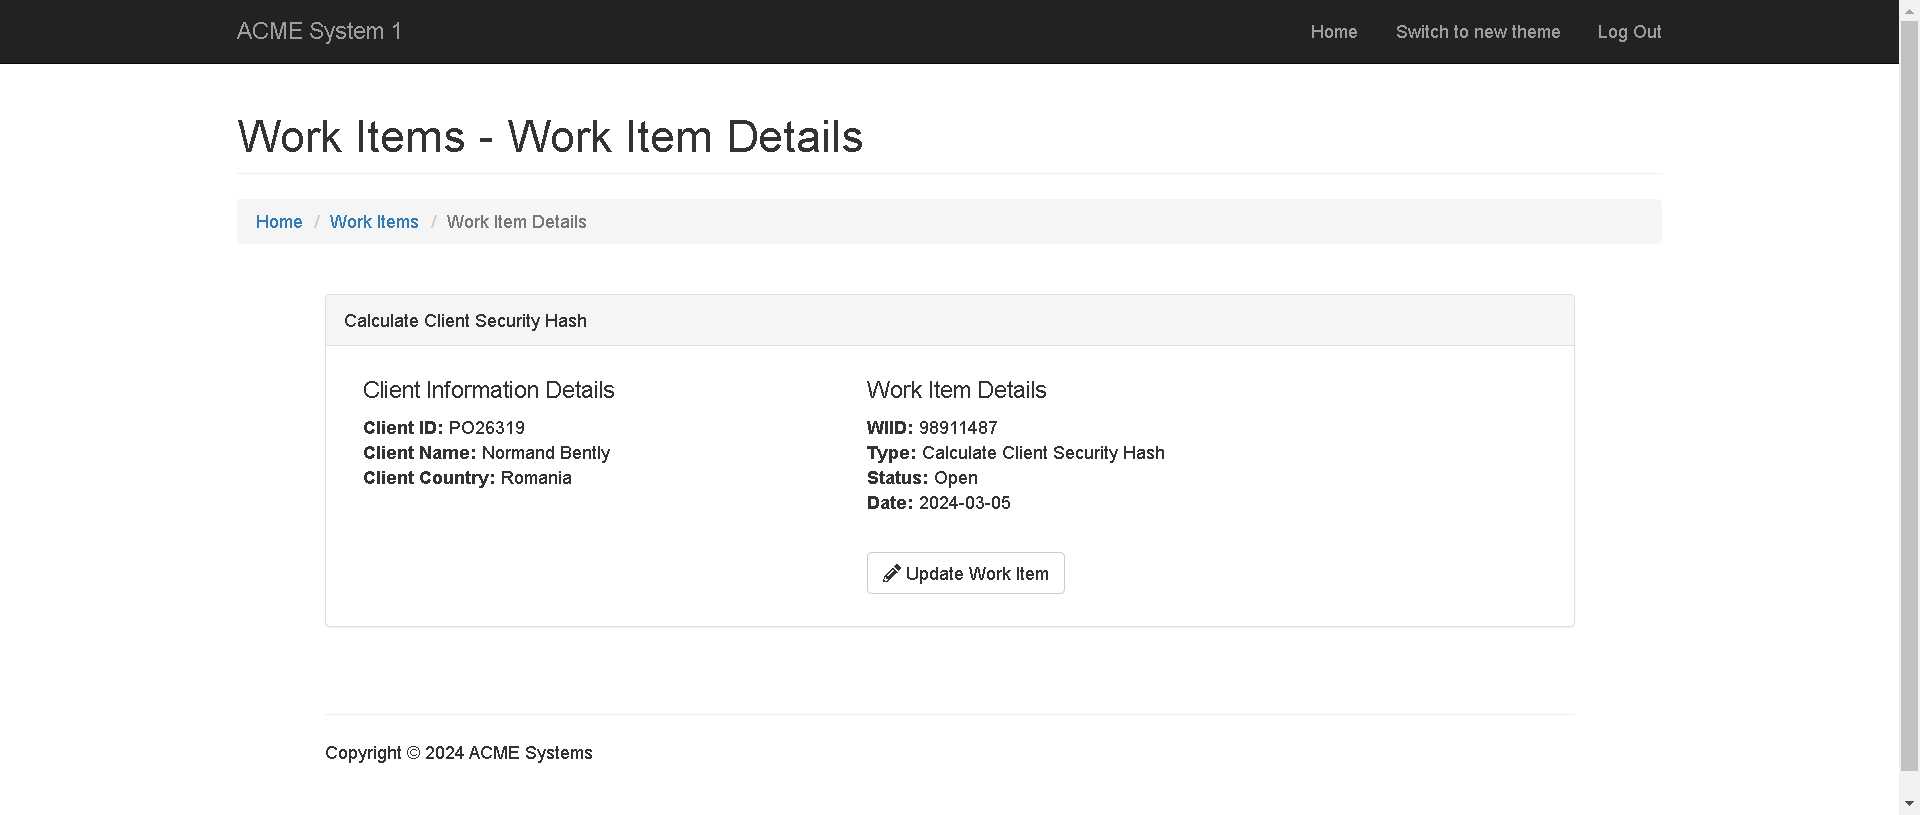 ACME System 1
Home
Switch to new theme
Log Out
Work Items - Work Item Details
Home / Work Items / Work Item Details
Calculate Client Security Hash
Client Information Details
Client ID: PO26319
Client Name: Normand Bently
Client Country: Romania
Work Item Details
WIID: 98911487
Type: Calculate Client Security Hash
Status: Open
Date: 2024-03-05
Update Work Item
Copyright © 2024 ACME Systems